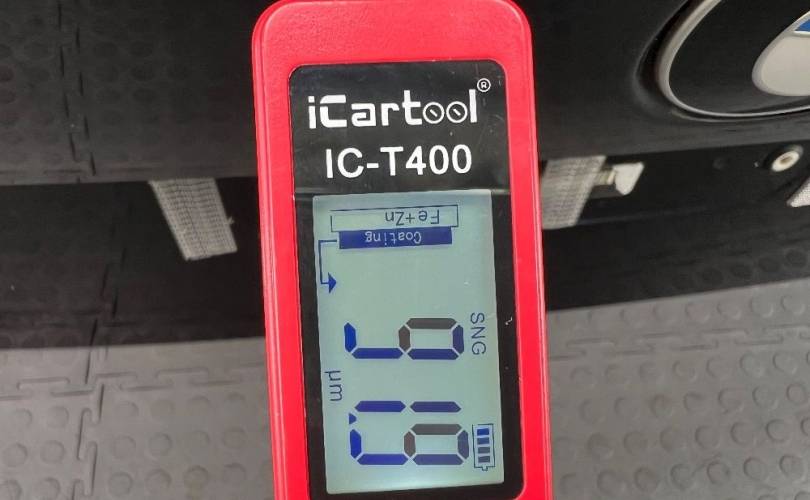 iCartool®
IC-T400
Fe+Zn
Coating
SNG
µm